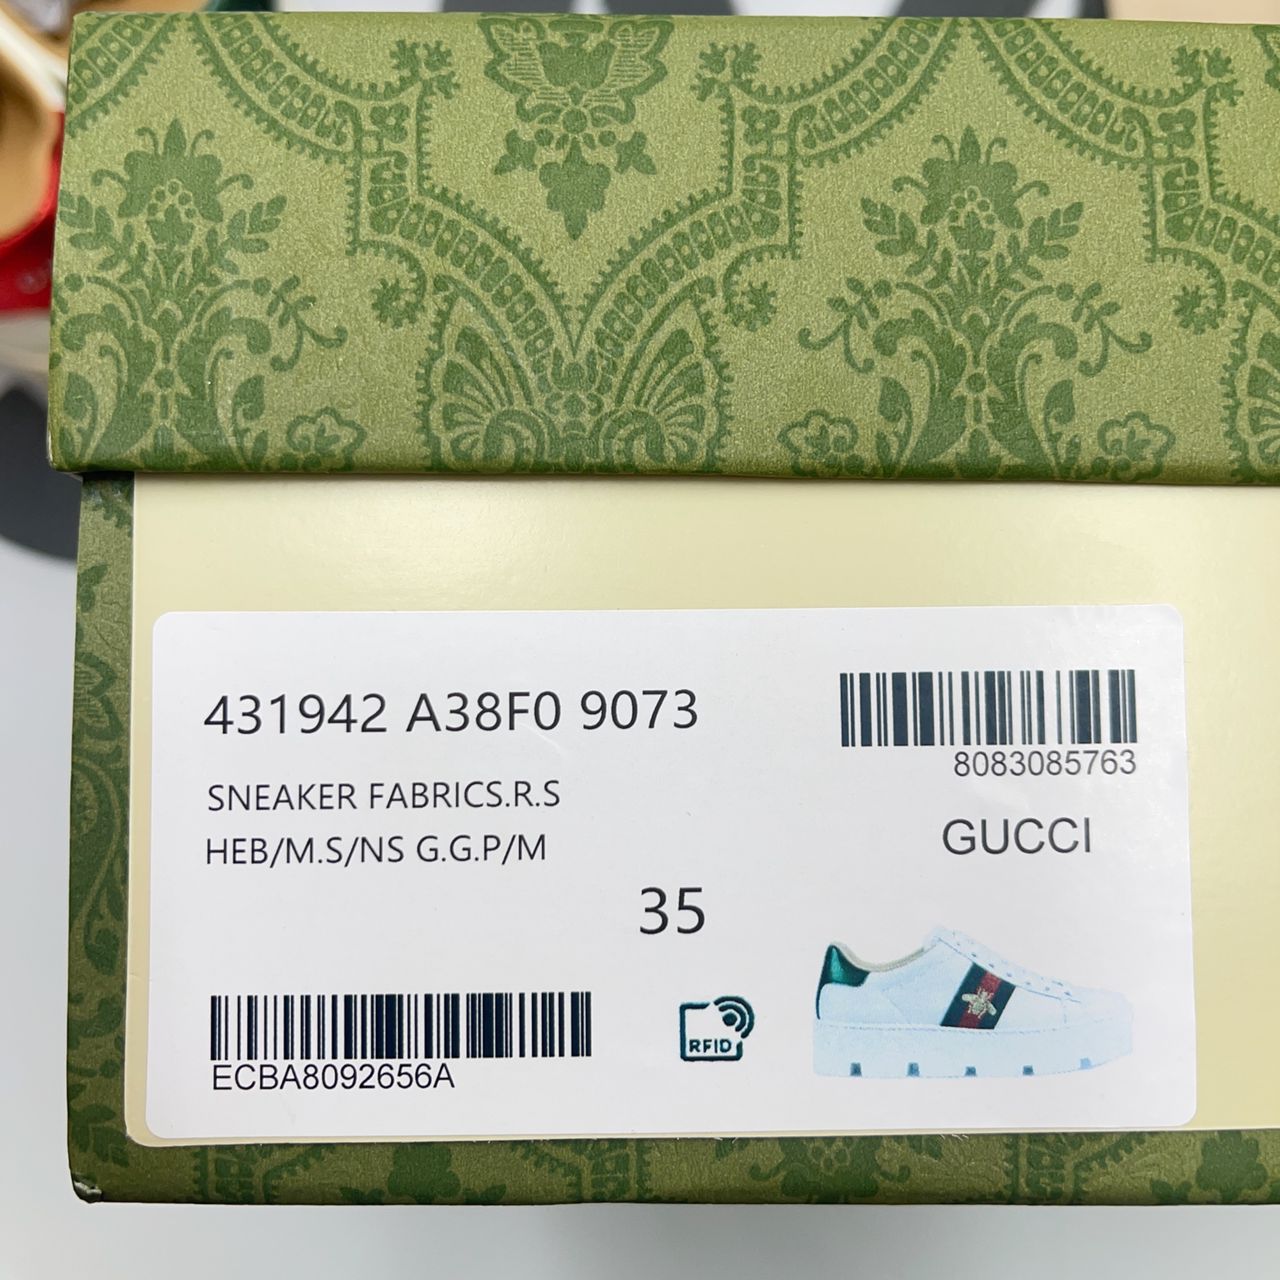 431942 A38F0 9073
8083085763
SNEAKER FABRICS.R.S
HEB/M.S/NS G.G.P/M
GUCCI
35
ECBA8092656A
RFID